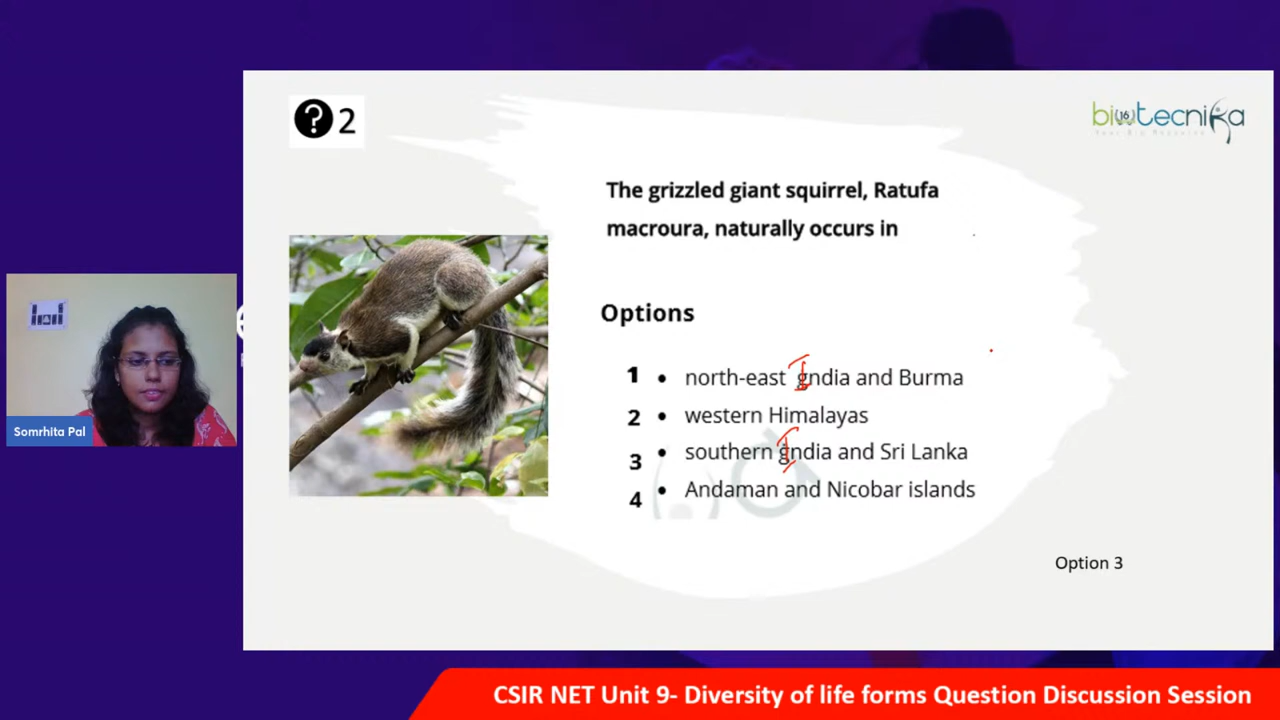 ? 2
biotecnika
The grizzled giant squirrel, Ratufa
macroura, naturally occurs in
Options
1 • north-east India and Burma
2 • western Himalayas
3 • southern India and Sri Lanka
4 • Andaman and Nicobar islands
Option 3
Somrhita Pal
CSIR NET Unit 9- Diversity of life forms Question Discussion Session